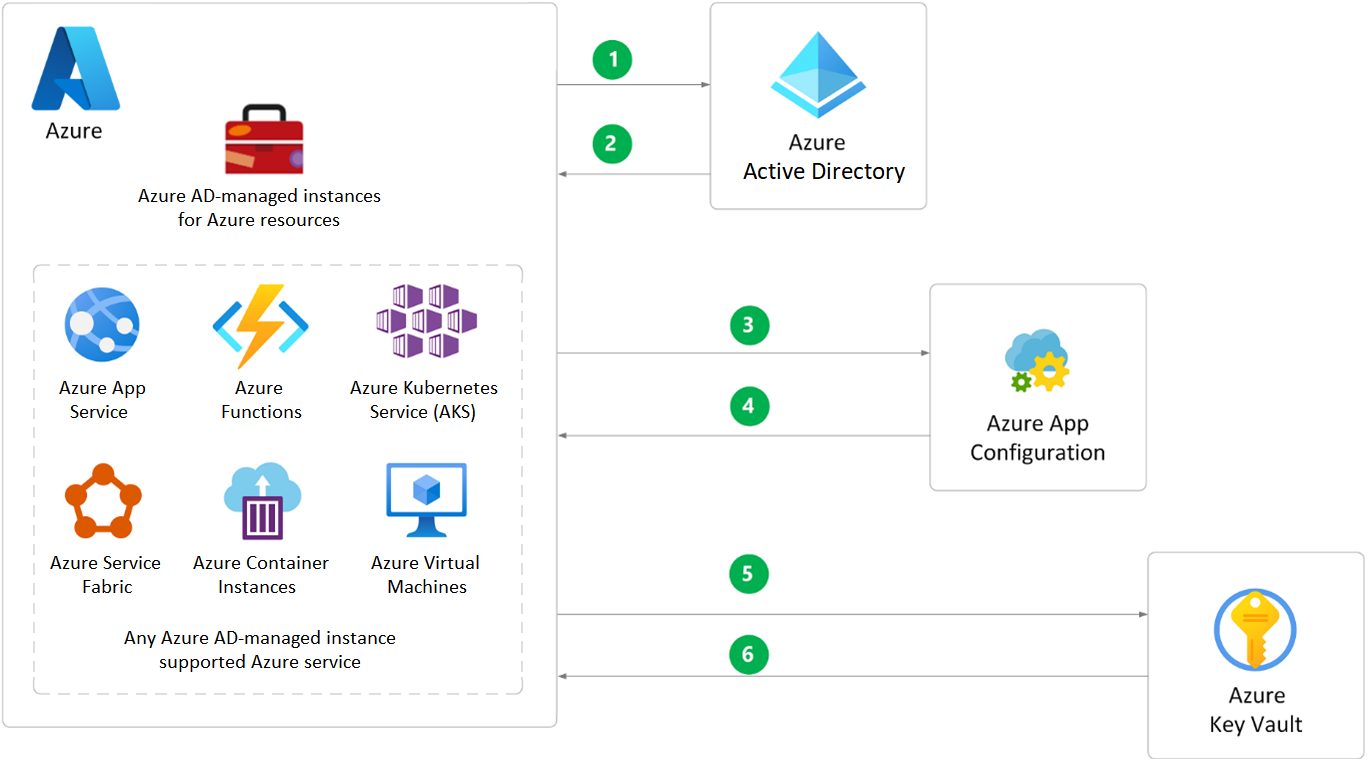 Azure
Azure AD-managed instances
for Azure resources
Azure App
Service
Azure
Functions
Azure Kubernetes
Service (AKS)
Azure Service
Fabric
Azure Container
Instances
Azure Virtual
Machines
Any Azure AD-managed instance
supported Azure service
1
2
Azure
Active Directory
3
4
Azure App
Configuration
5
6
Azure
Key Vault